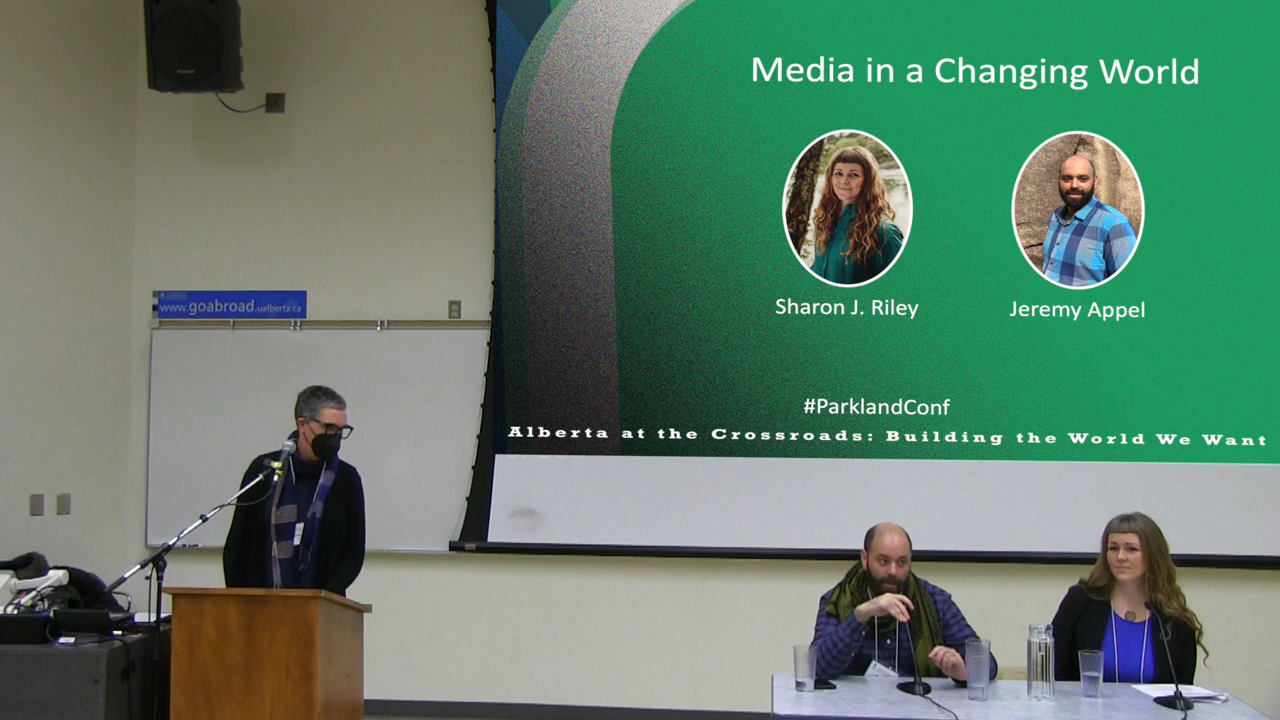 Media in a Changing World
Sharon J. Riley
Jeremy Appel
#ParklandConf
Alberta at the Crossroads: Building the World We Want
www.goabroad.ualberta.ca